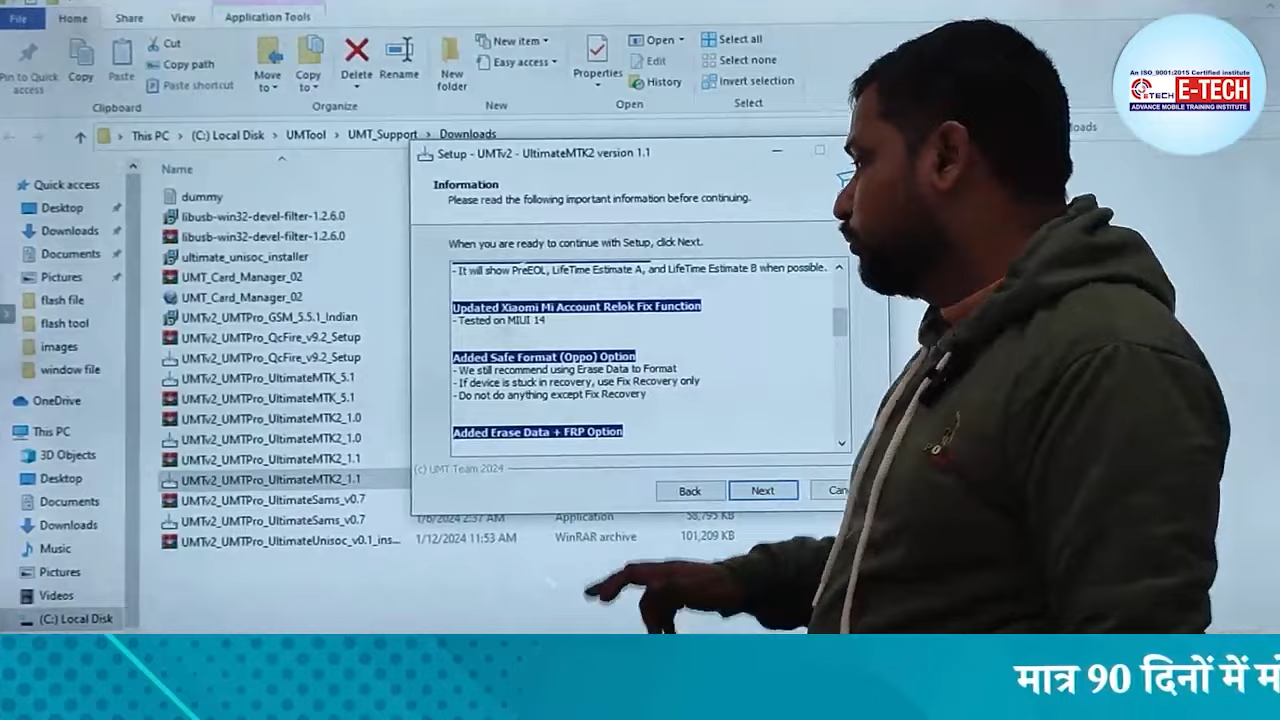 File Home Share View Application Tools
Pin to Quick access
Copy
Paste
Cut
Copy path
Paste shortcut
Clipboard
Move to
Copy to
Delete
Rename
Organize
New folder
New item
Easy access
New
Properties
Open
Edit
History
Open
Select all
Select none
Invert selection
Select
An ISO_9001:2015 Certified institute
ETECH E-TECH
ADVANCE MOBILE TRAINING INSTITUTE
This PC > (C:) Local Disk > UMTool > UMT_Support > Downloads
Quick access
Desktop
Downloads
Documents
Pictures
flash file
flash tool
images
window file
OneDrive
This PC
3D Objects
Desktop
Documents
Downloads
Music
Pictures
Videos
(C:) Local Disk
Name
dummy
libusb-win32-devel-filter-1.2.6.0
libusb-win32-devel-filter-1.2.6.0
ultimate_unisoc_installer
UMT_Card_Manager_02
UMT_Card_Manager_02
UMTv2_UMTPro_GSM_5.5.1_Indian
UMTv2_UMTPro_QcFire_v9.2_Setup
UMTv2_UMTPro_QcFire_v9.2_Setup
UMTv2_UMTPro_UltimateMTK_5.1
UMTv2_UMTPro_UltimateMTK_5.1
UMTv2_UMTPro_UltimateMTK2_1.0
UMTv2_UMTPro_UltimateMTK2_1.0
UMTv2_UMTPro_UltimateMTK2_1.1
UMTv2_UMTPro_UltimateMTK2_1.1
UMTv2_UMTPro_UltimateSams_v0.7
UMTv2_UMTPro_UltimateSams_v0.7 1/6/2024 2:37 AM Application 58,795 KB
UMTv2_UMTPro_UltimateUnisoc_v0.1_ins... 1/12/2024 11:53 AM WinRAR archive 101,209 KB
Setup - UMTv2 - UltimateMTK2 version 1.1
Information
Please read the following important information before continuing.
When you are ready to continue with Setup, click Next.
- It will show PreEOL, LifeTime Estimate A, and LifeTime Estimate B when possible.
Updated Xiaomi Mi Account Relok Fix Function
- Tested on MIUI 14
Added Safe Format (Oppo) Option
- We still recommend using Erase Data to Format
- If device is stuck in recovery, use Fix Recovery only
- Do not do anything except Fix Recovery
Added Erase Data + FRP Option
(c) UMT Team 2024
Back Next
मात्र 90 दिनों में